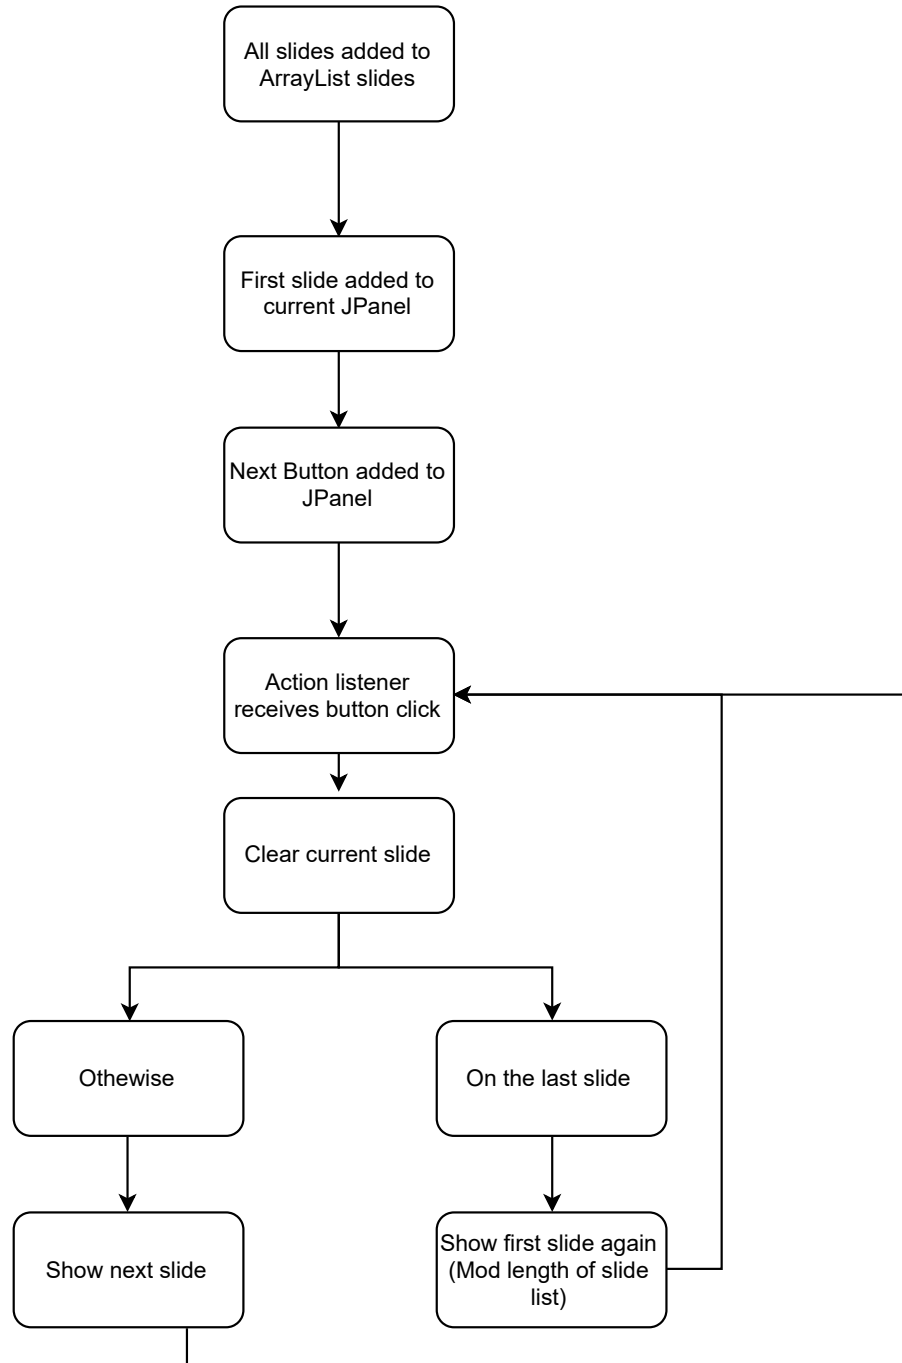 All slides added to
ArrayList slides
First slide added to
current JPanel
Next Button added to
JPanel
Action listener
receives button click
Clear current slide
Othewise
On the last slide
Show next slide
Show first slide again
(Mod length of slide
list)